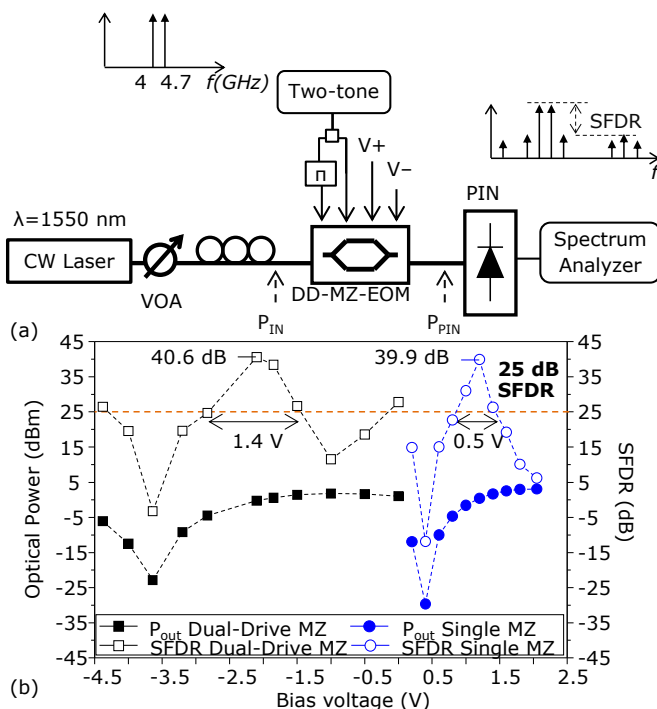 4 4.7 f(GHz)
Two-tone
SFDR
f
V+
V−
Π
PIN
λ=1550 nm
CW Laser
VOA
DD-MZ-EOM
Spectrum
Analyzer
P_IN
P_PIN
(a)
45 45
40.6 dB
39.9 dB
25 dB
SFDR
35 35
25 25
1.4 V
0.5 V
15 15
5 5
-5 -5
-15 -15
-25 -25
-35 -35
-45 -45
Optical Power (dBm)
SFDR (dB)
P_out Dual-Drive MZ
SFDR Dual-Drive MZ
P_out Single MZ
SFDR Single MZ
-4.5 -3.5 -2.5 -1.5 -0.5 0.5 1.5 2.5
Bias voltage (V)
(b)